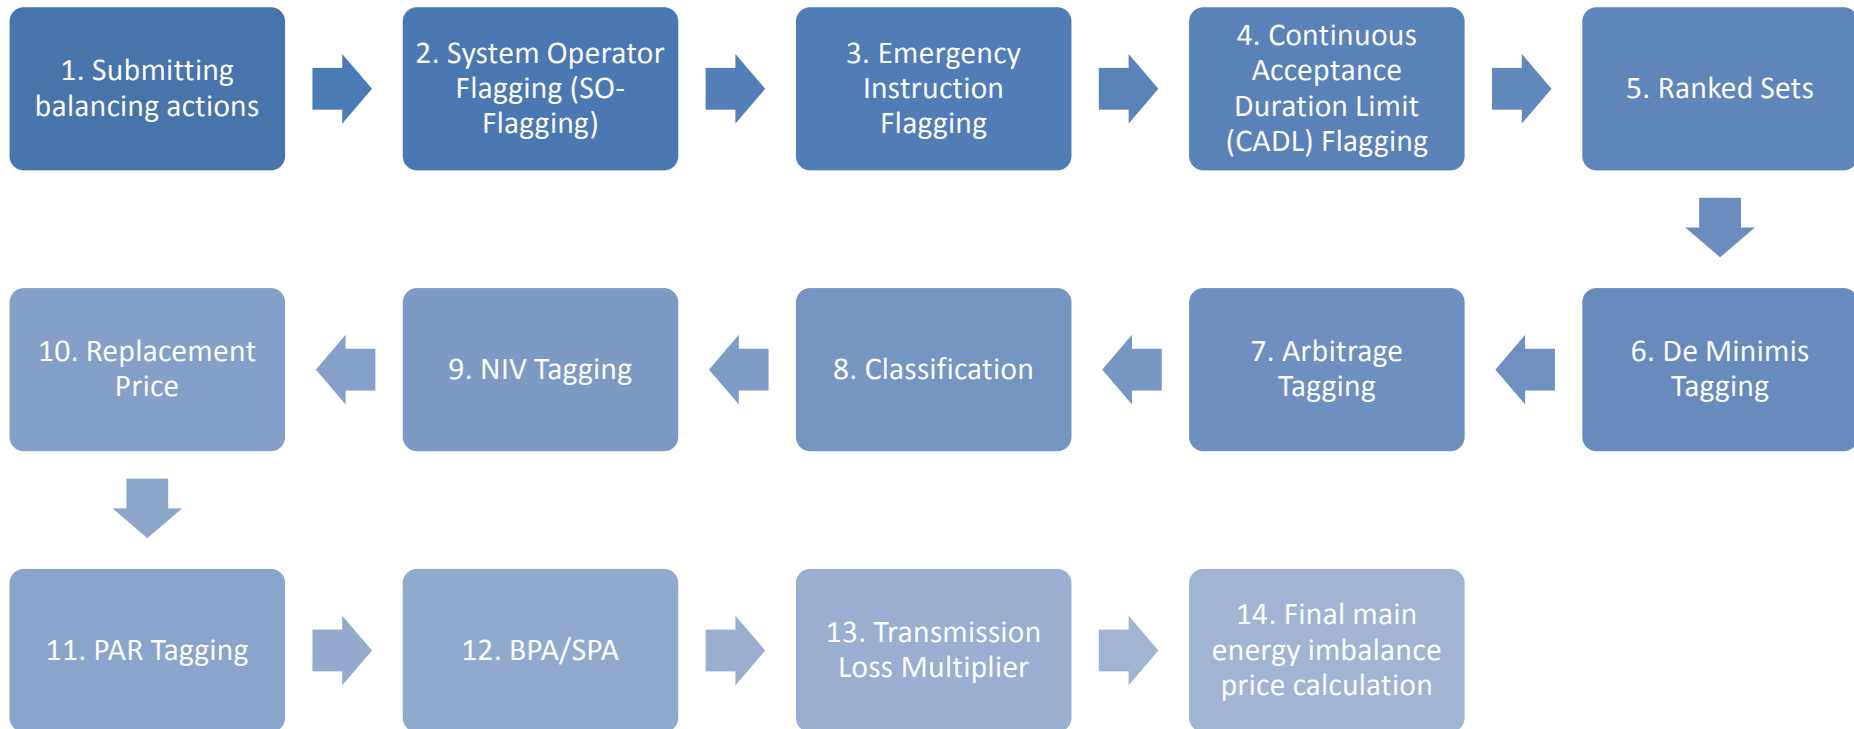 1. Submitting
balancing actions
2. System Operator
Flagging (SO-
Flagging)
3. Emergency
Instruction
Flagging
4. Continuous
Acceptance
Duration Limit
(CADL) Flagging
5. Ranked Sets
6. De Minimis
Tagging
7. Arbitrage
Tagging
8. Classification
9. NIV Tagging
10. Replacement
Price
11. PAR Tagging
12. BPA/SPA
13. Transmission
Loss Multiplier
14. Final main
energy imbalance
price calculation